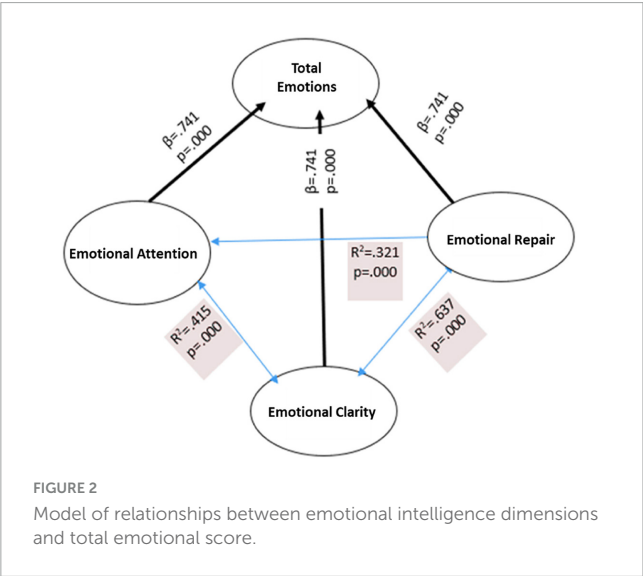 Total
Emotions
β=.741
p=.000
β=.741
p=.000
β=.741
p=.000
Emotional Attention
Emotional Repair
R²=.321
p=.000
R²=.415
p=.000
R²=.637
p=.000
Emotional Clarity
FIGURE 2
Model of relationships between emotional intelligence dimensions
and total emotional score.